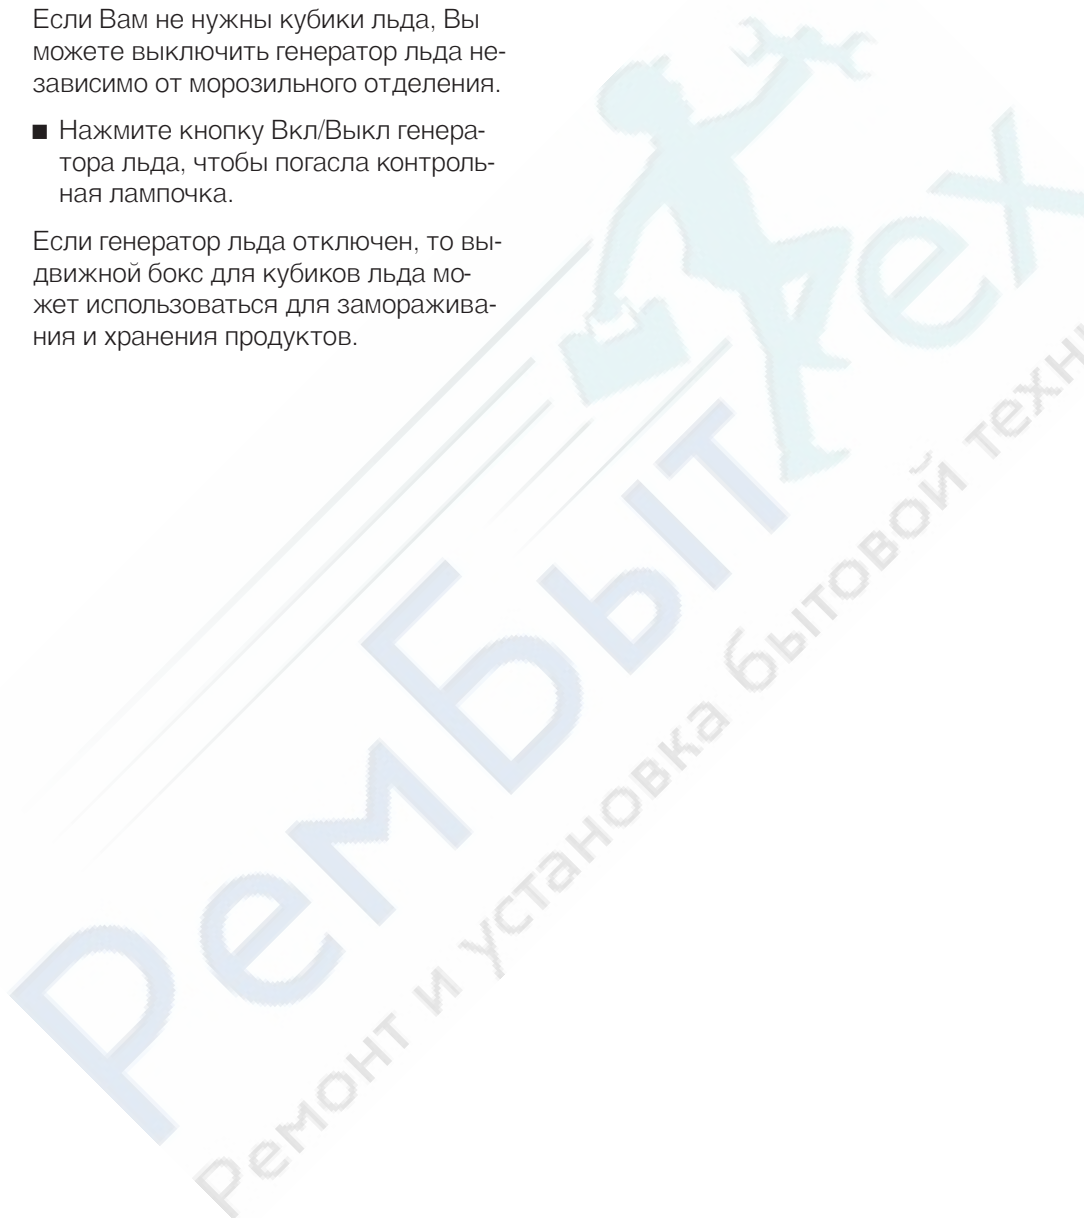 Если Вам не нужны кубики льда, Вы
можете выключить генератор льда не-
зависимо от морозильного отделения.
■ Нажмите кнопку Вкл/Выкл генера-
тора льда, чтобы погасла контроль-
ная лампочка.
Если генератор льда отключен, то вы-
движной бокс для кубиков льда мо-
жет использоваться для заморажива-
ния и хранения продуктов.
РемБытТех
Ремонт и установка бытовой техни